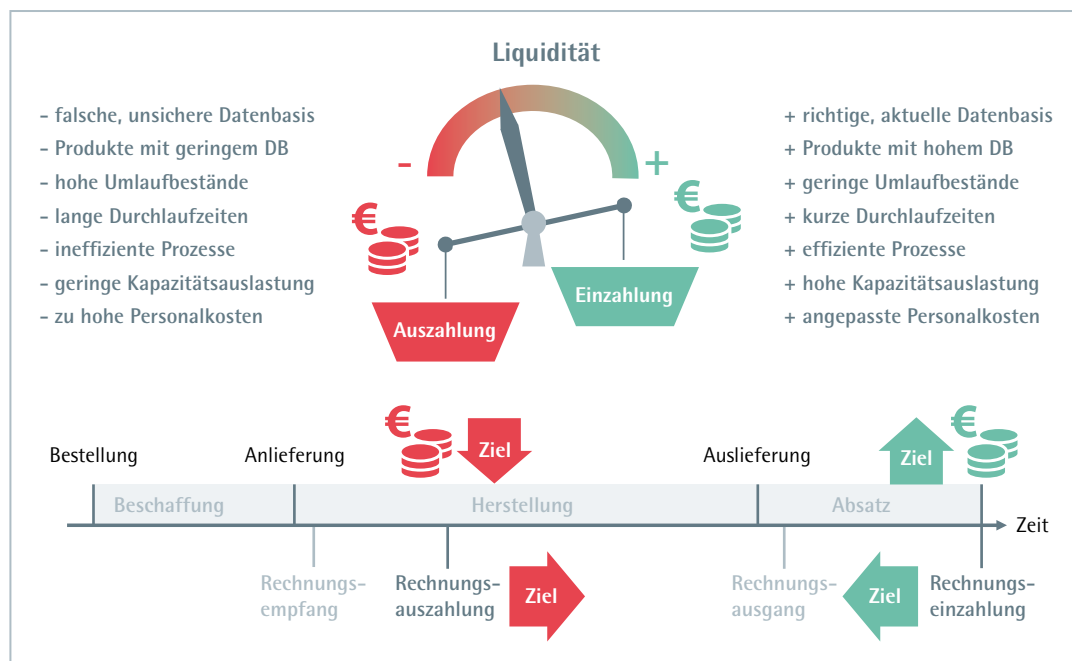 Liquidität
- falsche, unsichere Datenbasis
- Produkte mit geringem DB
- hohe Umlaufbestände
- lange Durchlaufzeiten
- ineffiziente Prozesse
- geringe Kapazitätsauslastung
- zu hohe Personalkosten
-
+
€
€
Auszahlung
Einzahlung
+ richtige, aktuelle Datenbasis
+ Produkte mit hohem DB
+ geringe Umlaufbestände
+ kurze Durchlaufzeiten
+ effiziente Prozesse
+ hohe Kapazitätsauslastung
+ angepasste Personalkosten
€
Ziel
Ziel
€
Bestellung
Anlieferung
Auslieferung
Beschaffung
Herstellung
Absatz
Zeit
Rechnungs-
empfang
Rechnungs-
auszahlung
Ziel
Rechnungs-
ausgang
Ziel
Rechnungs-
einzahlung